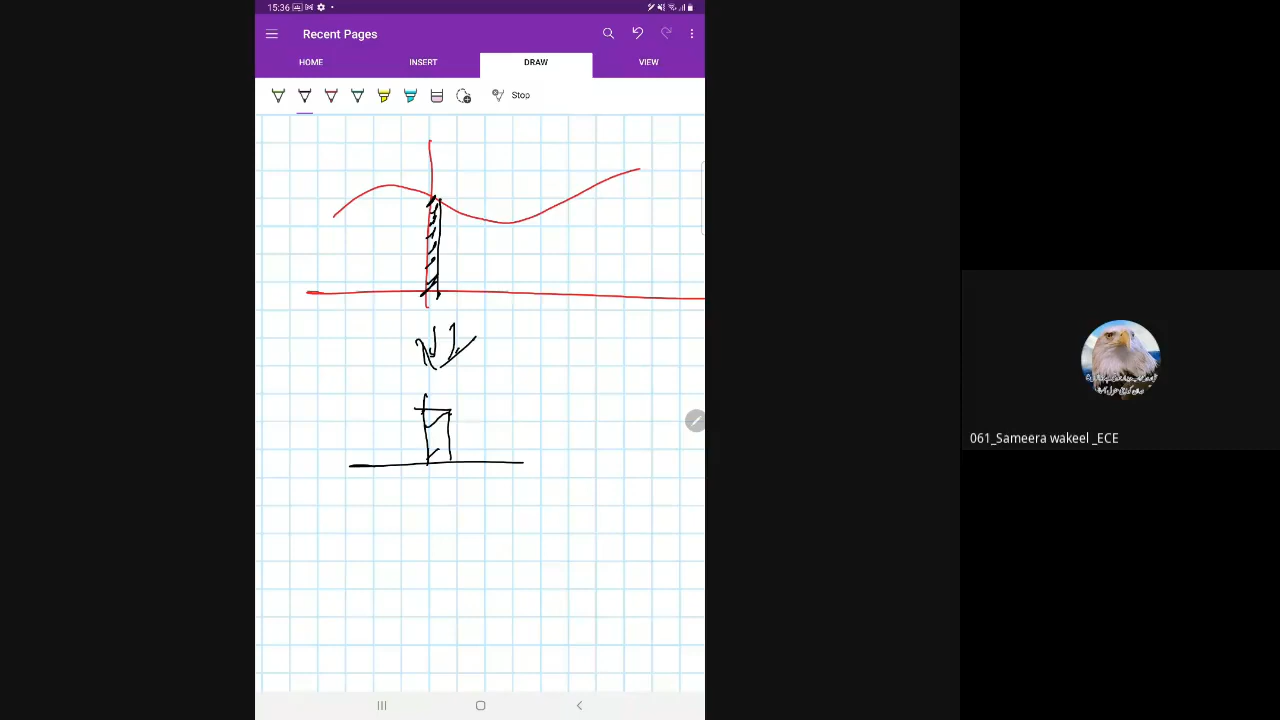 15:36
Recent Pages
HOME INSERT DRAW VIEW
Stop
061_Sameera wakeel _ECE